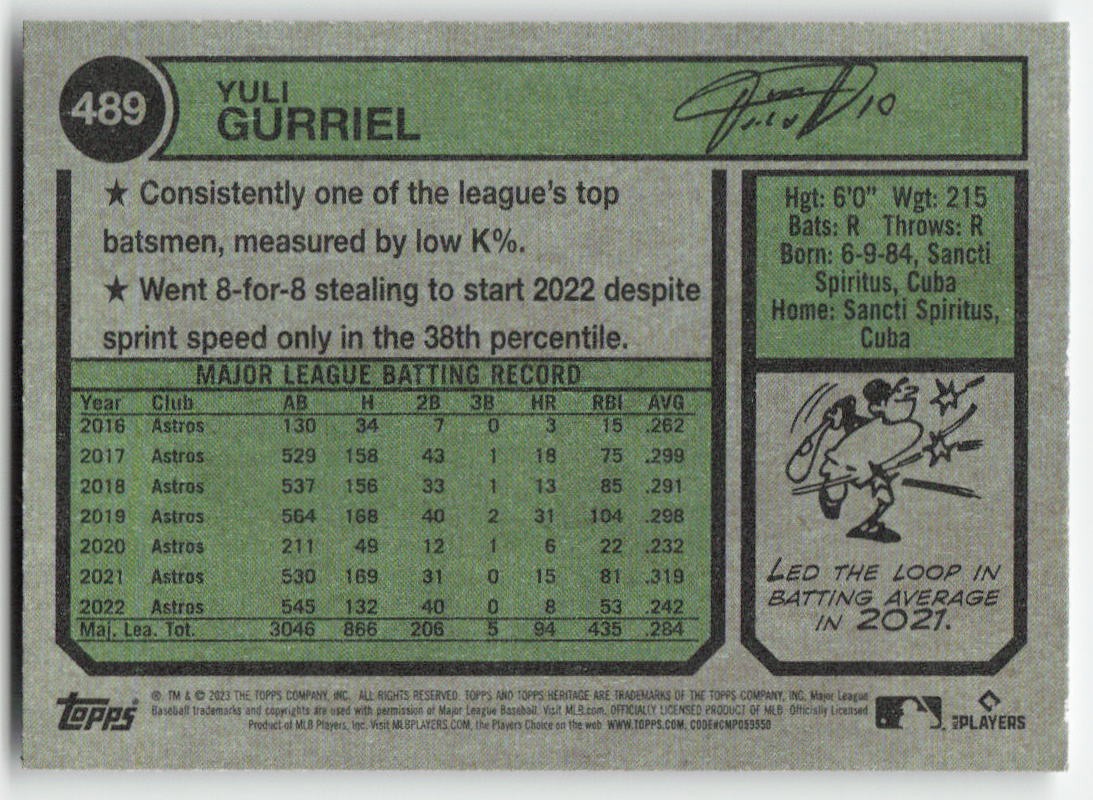 489
YULI
GURRIEL
10
★ Consistently one of the league's top
batsmen, measured by low K%.
★ Went 8-for-8 stealing to start 2022 despite
sprint speed only in the 38th percentile.
Hgt: 6'0" Wgt: 215
Bats: R Throws: R
Born: 6-9-84, Sancti
Spiritus, Cuba
Home: Sancti Spiritus,
Cuba
MAJOR LEAGUE BATTING RECORD
Year Club AB H 2B 3B HR RBI AVG
2016 Astros 130 34 7 0 3 15 .262
2017 Astros 529 158 43 1 18 75 .299
2018 Astros 537 156 33 1 13 85 .291
2019 Astros 564 168 40 2 31 104 .298
2020 Astros 211 49 12 1 6 22 .232
2021 Astros 530 169 31 0 15 81 .319
2022 Astros 545 132 40 0 8 53 .242
Maj. Lea. Tot. 3046 866 206 5 94 435 .284
LED THE LOOP IN
BATTING AVERAGE
IN 2021.
topps
® TM & © 2023 THE TOPPS COMPANY, INC. ALL RIGHTS RESERVED. TOPPS AND TOPPS HERITAGE ARE TRADEMARKS OF THE TOPPS COMPANY, INC. Major League
Baseball trademarks and copyrights are used with permission of Major League Baseball. Visit MLB.com. OFFICIALLY LICENSED PRODUCT OF MLB Officially Licensed
Product of MLB Players, Inc. Visit MLBPLAYERS.COM, the Players Choice on the web WWW.TOPPS.COM. CODE#CMP059550
MLB PLAYERS